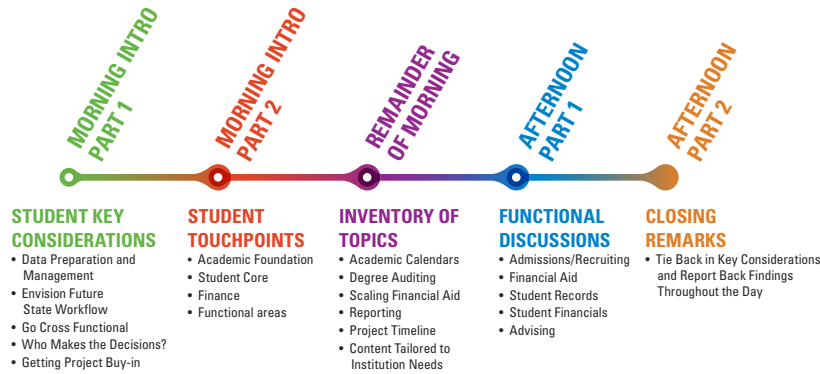 MORNING INTRO
PART 1
MORNING INTRO
PART 2
REMAINDER
OF MORNING
AFTERNOON
PART 1
AFTERNOON
PART 2
STUDENT KEY
CONSIDERATIONS
• Data Preparation and
Management
• Envision Future
State Workflow
• Go Cross Functional
• Who Makes the Decisions?
• Getting Project Buy-in
STUDENT
TOUCHPOINTS
• Academic Foundation
• Student Core
• Finance
• Functional areas
INVENTORY OF
TOPICS
• Academic Calendars
• Degree Auditing
• Scaling Financial Aid
• Reporting
• Project Timeline
• Content Tailored to
Institution Needs
FUNCTIONAL
DISCUSSIONS
• Admissions/Recruiting
• Financial Aid
• Student Records
• Student Financials
• Advising
CLOSING
REMARKS
• Tie Back in Key Considerations
and Report Back Findings
Throughout the Day